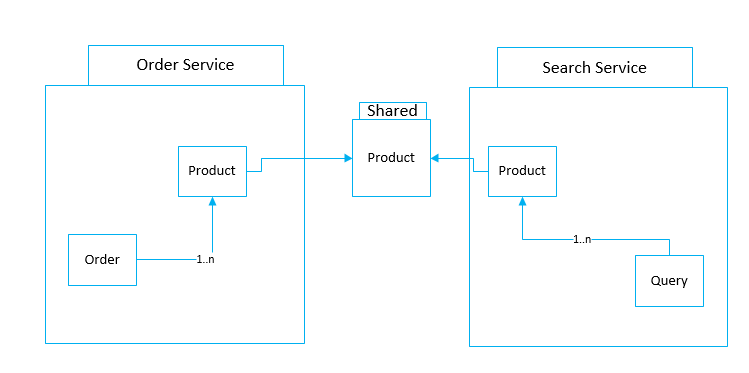 Order Service
Product
Order
1..n
Shared
Product
Search Service
Product
1..n
Query